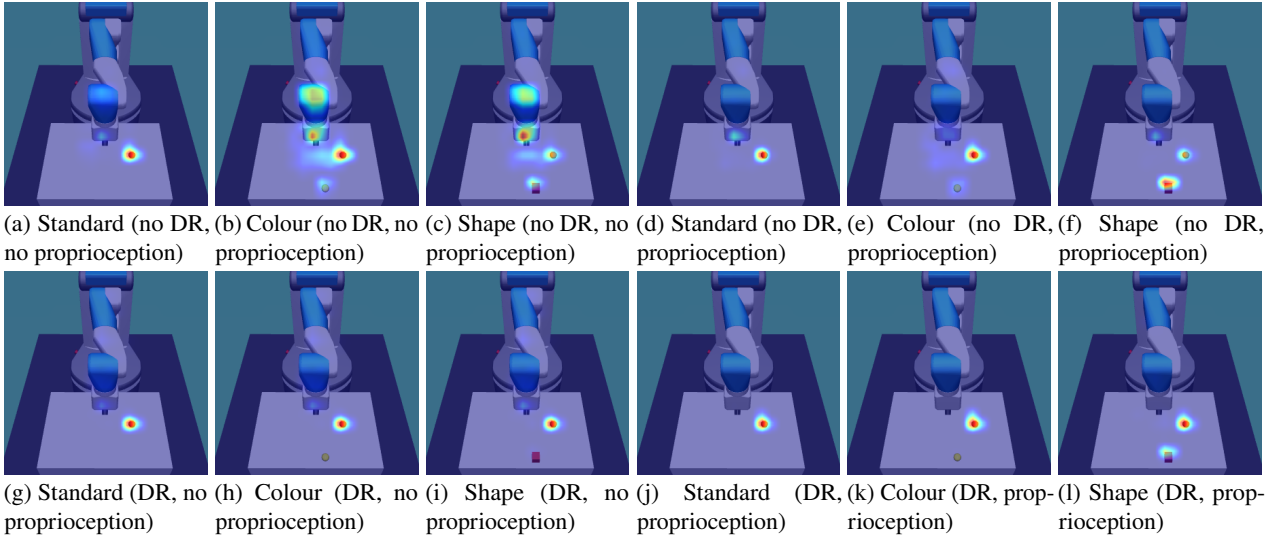 (a) Standard (no DR, no proprioception)
(b) Colour (no DR, no proprioception)
(c) Shape (no DR, no proprioception)
(d) Standard (no DR, proprioception)
(e) Colour (no DR, proprioception)
(f) Shape (no DR, proprioception)
(g) Standard (DR, no proprioception)
(h) Colour (DR, no proprioception)
(i) Shape (DR, no proprioception)
(j) Standard (DR, proprioception)
(k) Colour (DR, prop-
rioception)
(l) Shape (DR, prop-
rioception)